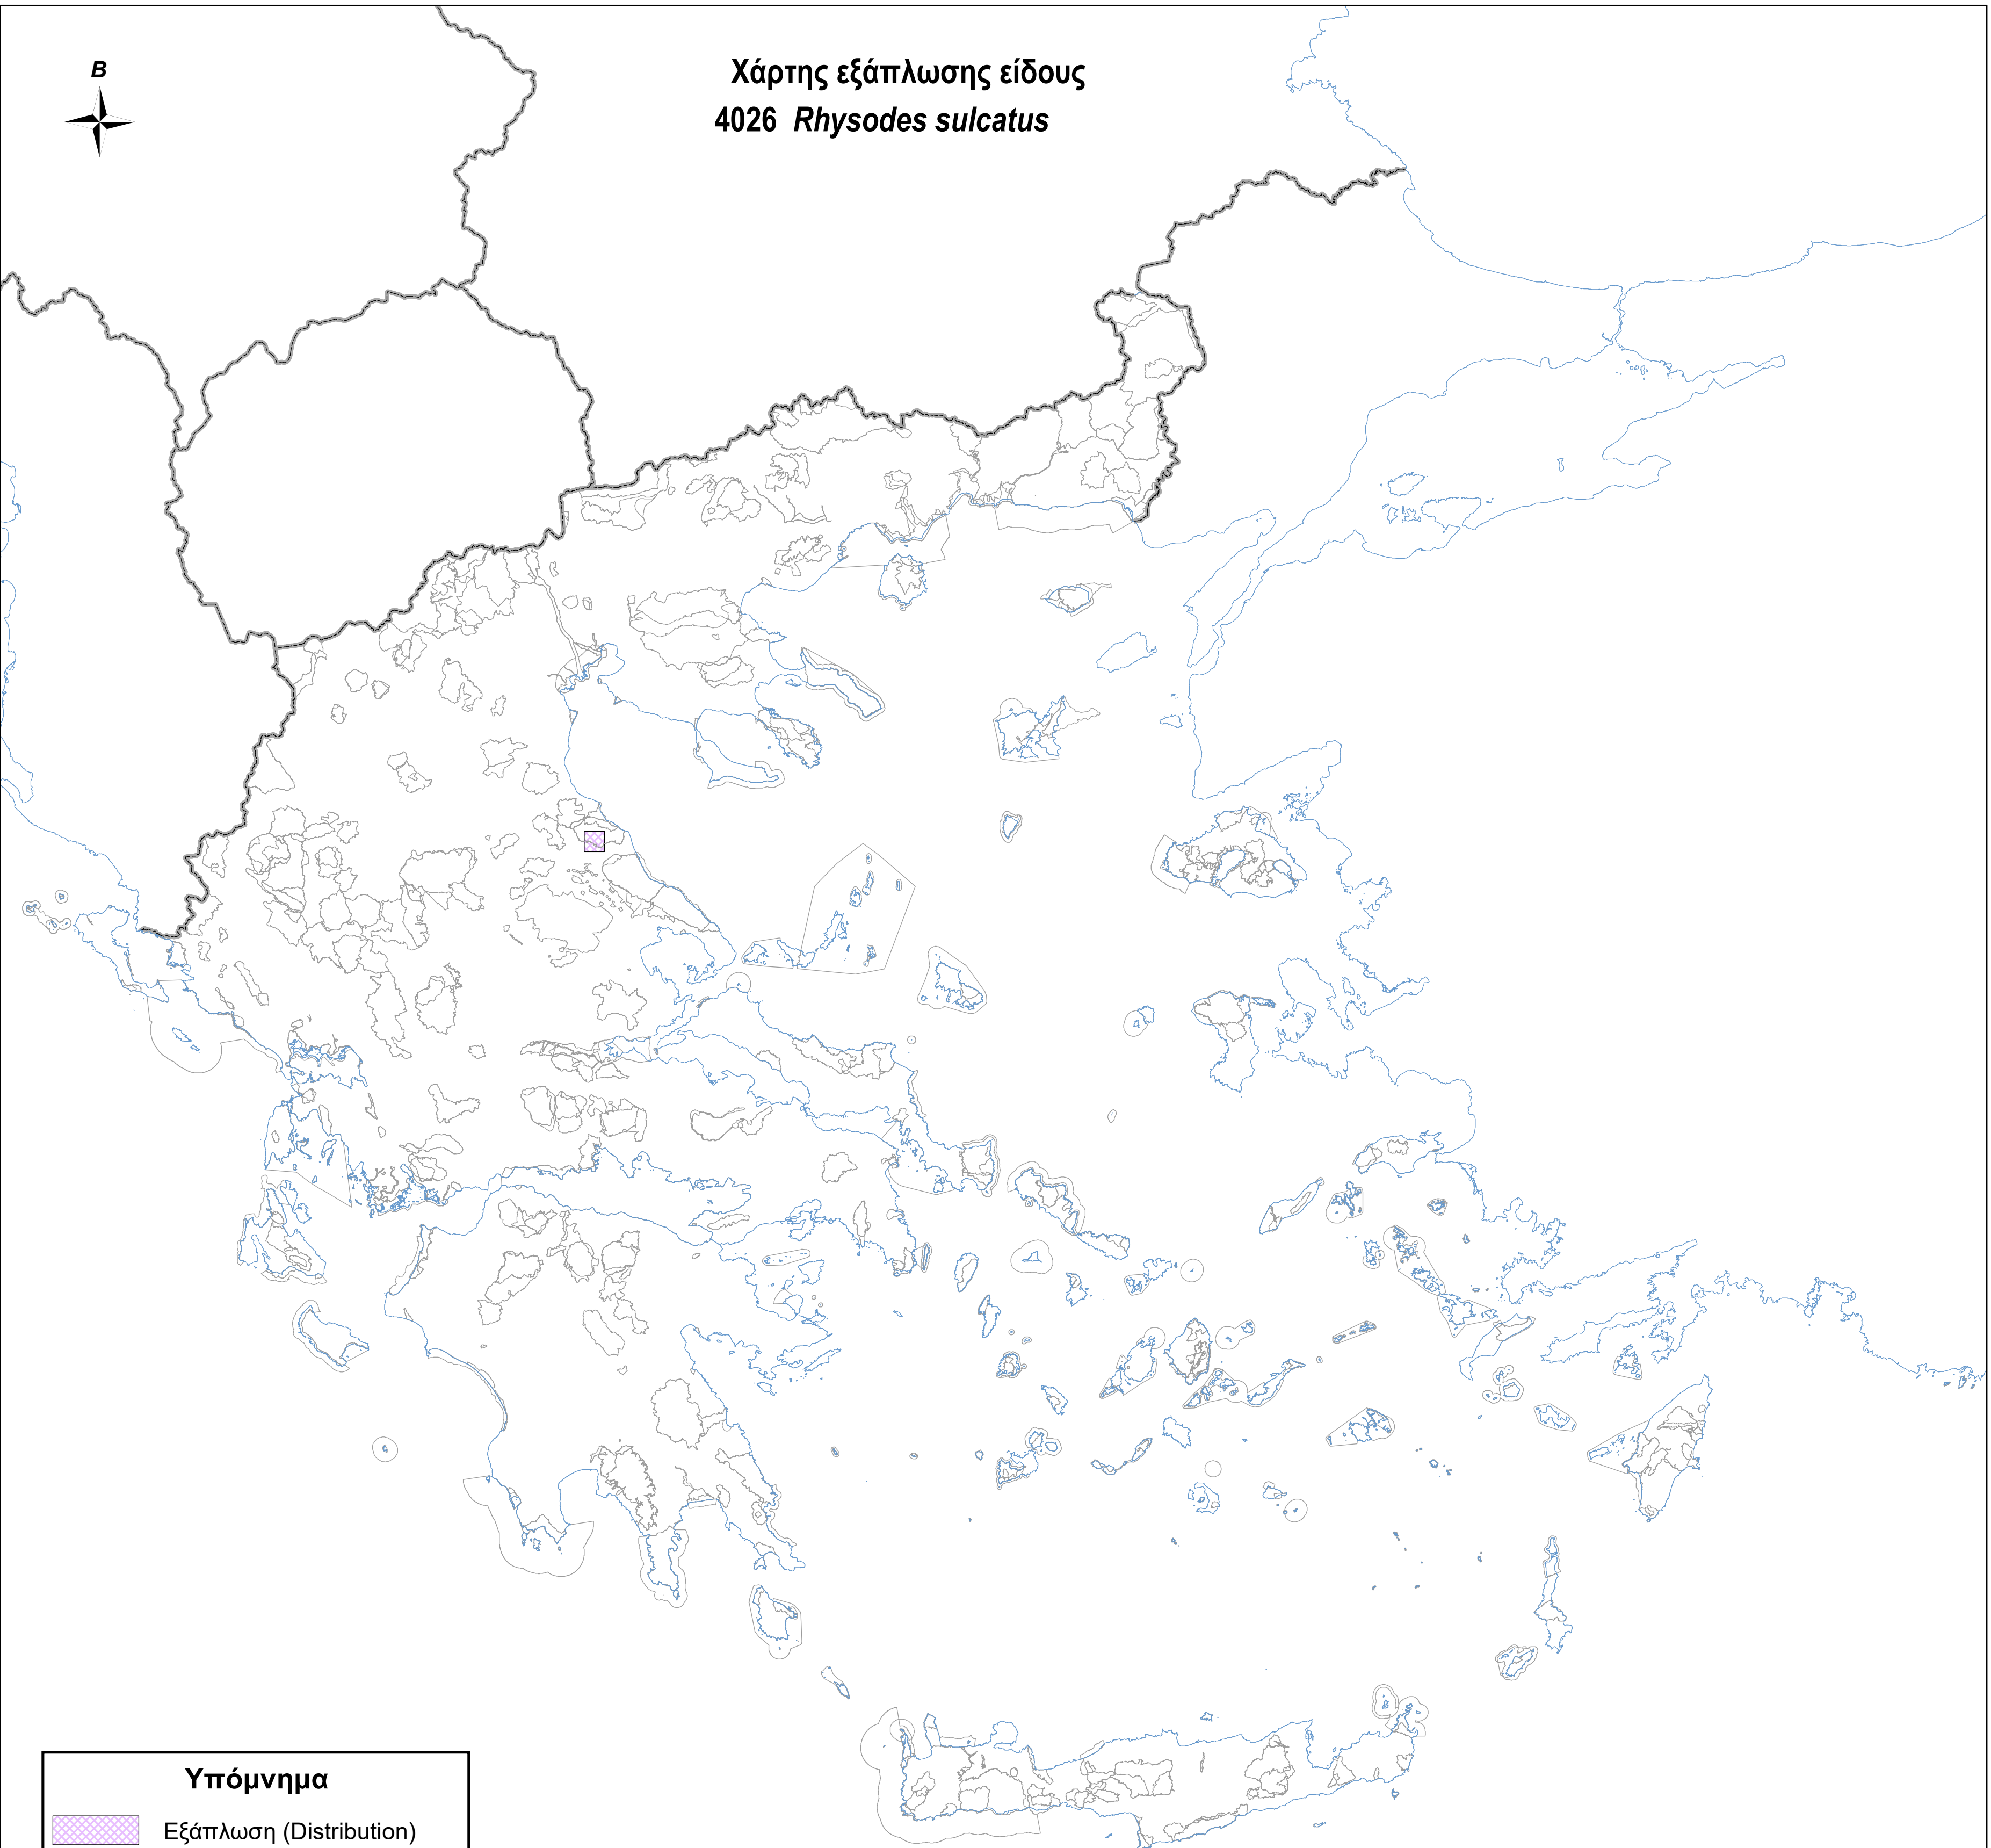 Β
Χάρτης εξάπλωσης είδους
4026 Rhysodes sulcatus
Υπόμνημα
Εξάπλωση (Distribution)